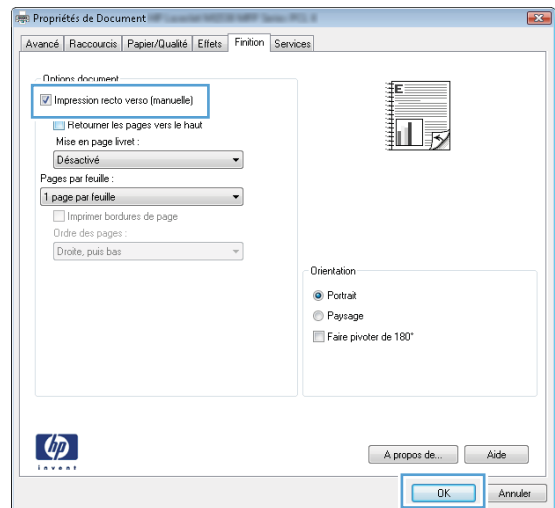 Propriétés de Document
Avancé Raccourcis Papier/Qualité Effets Finition Services
Options document
Impression recto verso (manuelle)
Retourner les pages vers le haut
Mise en page livret :
Désactivé
Pages par feuille :
1 page par feuille
Imprimer bordures de page
Ordre des pages :
Droite, puis bas
E
Orientation
Portrait
Paysage
Faire pivoter de 180°
hp
invent
A propos de... Aide
OK Annuler